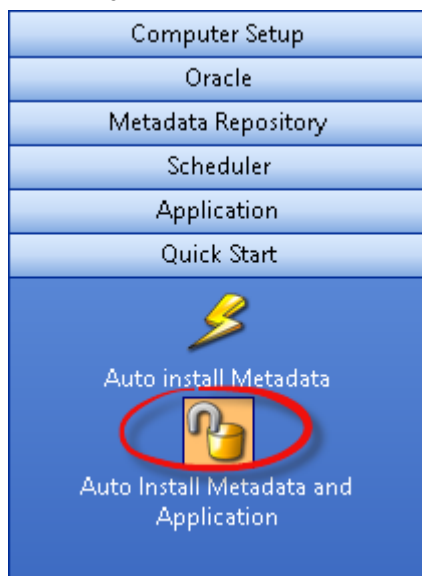 Computer Setup
Oracle
Metadata Repository
Scheduler
Application
Quick Start
Auto install Metadata
Auto Install Metadata and
Application